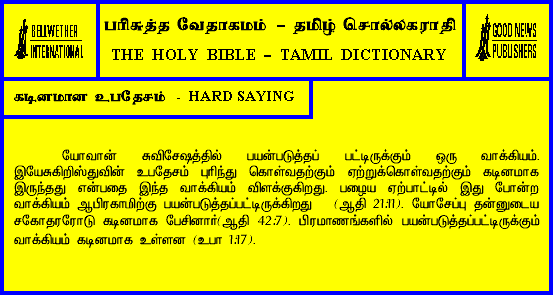 BELLWETHER
INTERNATIONAL
பரிசுத்த வேதாகமம் – தமிழ் சொல்லகராதி
THE HOLY BIBLE – TAMIL DICTIONARY
GOOD NEWS
PUBLISHERS
கடினமான உபதேசம் - HARD SAYING
யோவான் சுவிசேஷத்தில் பயன்படுத்தப் பட்டிருக்கும் ஒரு வாக்கியம்.
இயேசுகிறிஸ்துவின் உபதேசம் புரிந்து கொள்வதற்கும் ஏற்றுக்கொள்வதற்கும் கடினமாக
இருந்தது என்பதை இந்த வாக்கியம் விளக்குகிறது. பழைய ஏற்பாட்டில் இது போன்ற
வாக்கியம் ஆபிரகாமிற்கு பயன்படுத்தப்பட்டிருக்கிறது (ஆதி 21:11). யோசேப்பு தன்னுடைய
சகோதரரோடு கடினமாக பேசினார்(ஆதி 42:7). பிரமாணங்களில் பயன்படுத்தப்பட்டிருக்கும்
வாக்கியம் கடினமாக உள்ளன (உபா 1:17).